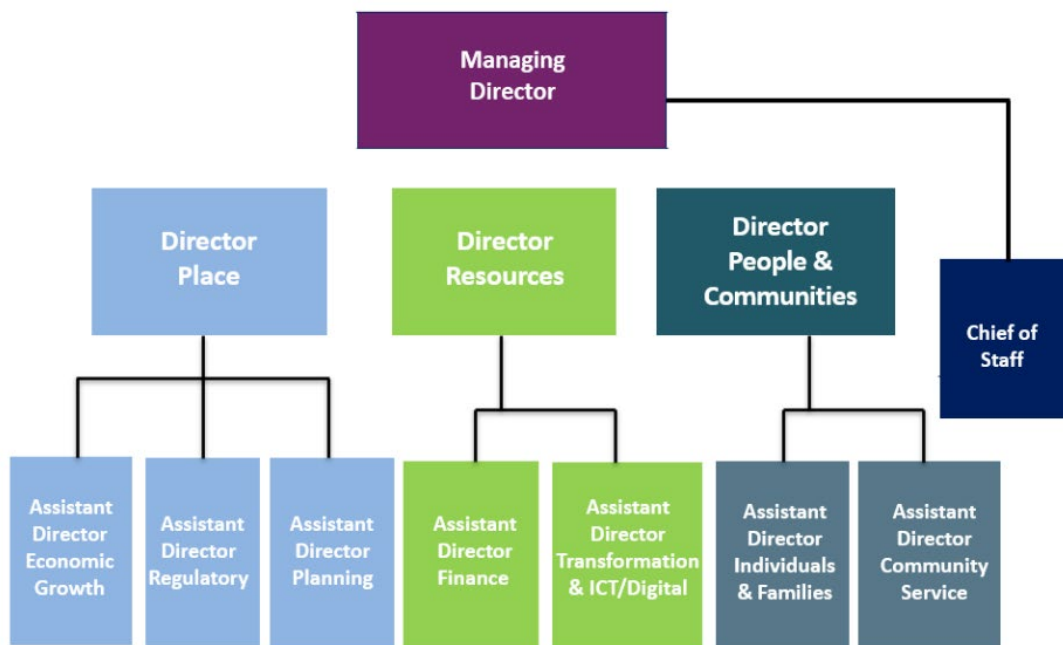 Managing
Director
Director
Place
Director
Resources
Director
People &
Communities
Chief of
Staff
Assistant
Director
Economic
Growth
Assistant
Director
Regulatory
Assistant
Director
Planning
Assistant
Director
Finance
Assistant
Director
Transformation
& ICT/Digital
Assistant
Director
Individuals
& Families
Assistant
Director
Community
Service